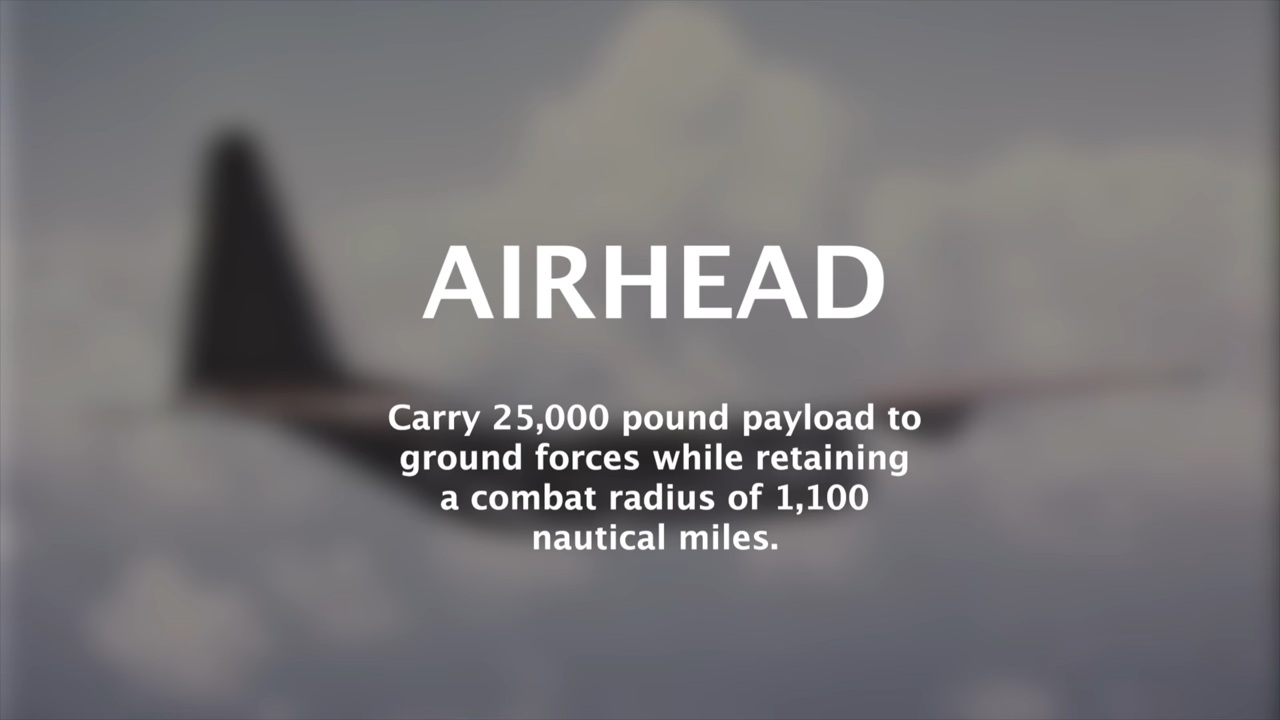 AIRHEAD
Carry 25,000 pound payload to
ground forces while retaining
a combat radius of 1,100
nautical miles.